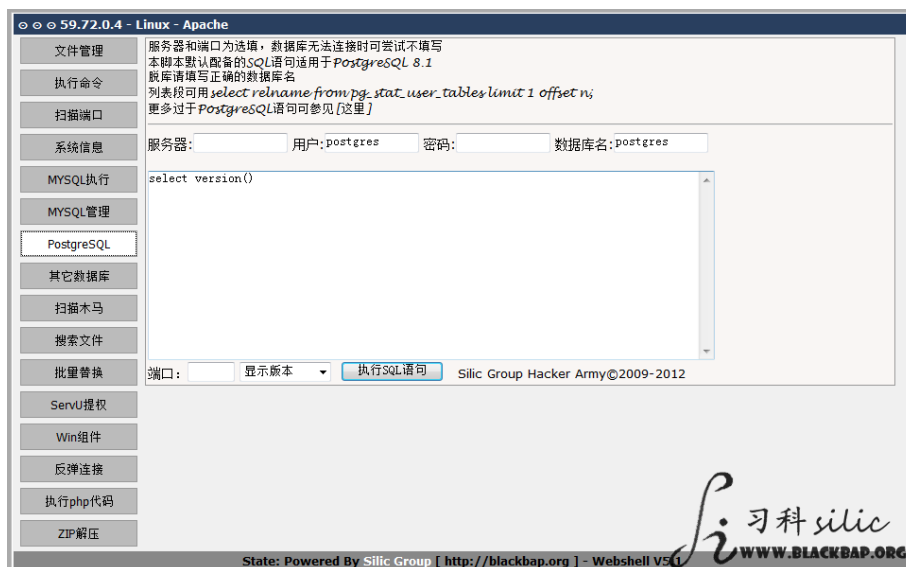 ⊙ ⊙ ⊙ 59.72.0.4 - Linux - Apache
文件管理
执行命令
扫描端口
系统信息
MYSQL执行
MYSQL管理
PostgreSQL
其它数据库
扫描木马
搜索文件
批量替换
ServU提权
Win组件
反弹连接
执行php代码
ZIP解压
服务器和端口为选填，数据库无法连接时可尝试不填写
本脚本默认配备的SQL语句适用于PostgreSQL 8.1
脱库请填写正确的数据库名
列表段可用select relname from pg_stat_user_tables limit 1 offset n;
更多过于PostgreSQL语句可参见[这里]
服务器: 用户:postgres 密码: 数据库名:postgres
select version()
端口： 显示版本 执行SQL语句 Silic Group Hacker Army©2009-2012
习科silic
WWW.BLACKBAP.ORG
State: Powered By Silic Group [ http://blackbap.org ] - Webshell V5.1